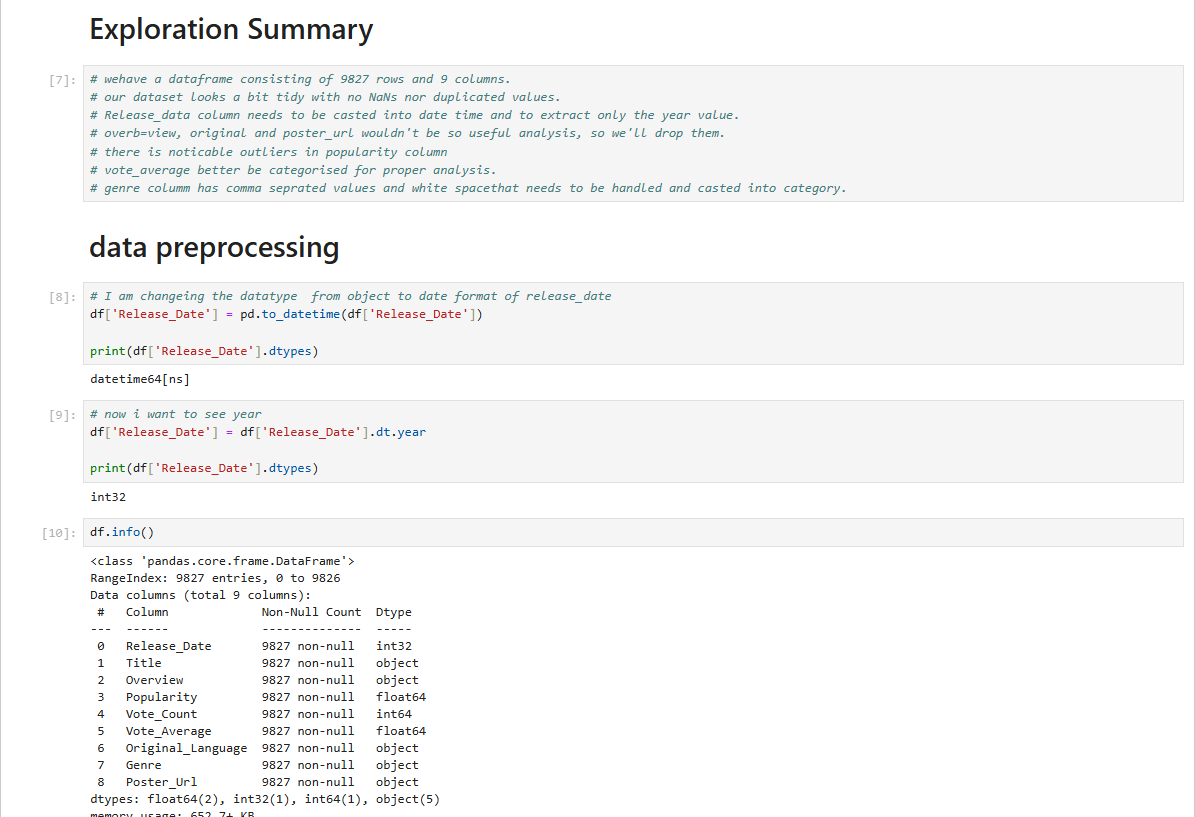 Exploration Summary
[7]: # wehave a dataframe consisting of 9827 rows and 9 columns.
# our dataset looks a bit tidy with no NaNs nor duplicated values.
# Release_data column needs to be casted into date time and to extract only the year value.
# overb=view, original and poster_url wouldn't be so useful analysis, so we'll drop them.
# there is noticable outliers in popularity column
# vote_average better be categorised for proper analysis.
# genre columm has comma seprated values and white spacethat needs to be handled and casted into category.
data preprocessing
[8]: # I am changeing the datatype  from object to date format of release_date
df['Release_Date'] = pd.to_datetime(df['Release_Date'])
print(df['Release_Date'].dtypes)
datetime64[ns]
[9]: # now i want to see year
df['Release_Date'] = df['Release_Date'].dt.year
print(df['Release_Date'].dtypes)
int32
[10]: df.info()
<class 'pandas.core.frame.DataFrame'>
RangeIndex: 9827 entries, 0 to 9826
Data columns (total 9 columns):
 #   Column             Non-Null Count  Dtype
---  ------             --------------  -----
 0   Release_Date       9827 non-null   int32
 1   Title              9827 non-null   object
 2   Overview           9827 non-null   object
 3   Popularity         9827 non-null   float64
 4   Vote_Count         9827 non-null   int64
 5   Vote_Average       9827 non-null   float64
 6   Original_Language  9827 non-null   object
 7   Genre              9827 non-null   object
 8   Poster_Url         9827 non-null   object
dtypes: float64(2), int32(1), int64(1), object(5)
memory usage: 652.7+ KB